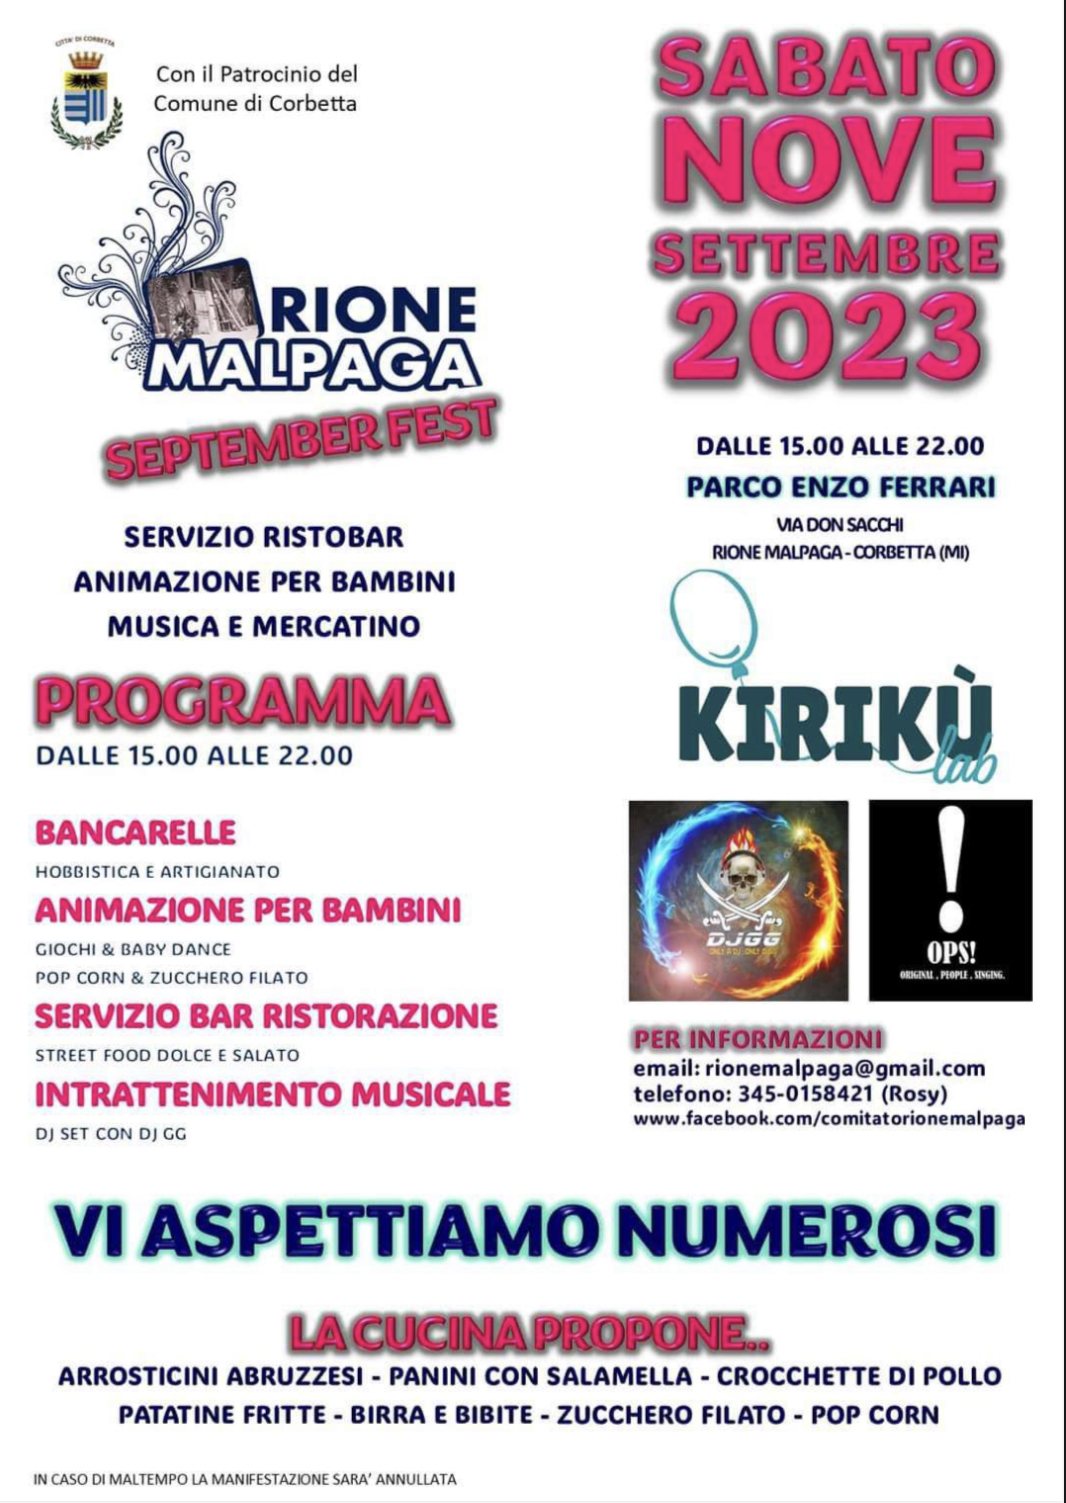 CITTA' DI CORBETTA
Con il Patrocinio del
Comune di Corbetta
RIONE
MALPAGA
SEPTEMBER FEST
SERVIZIO RISTOBAR
ANIMAZIONE PER BAMBINI
MUSICA E MERCATINO
PROGRAMMA
DALLE 15.00 ALLE 22.00
BANCARELLE
HOBBISTICA E ARTIGIANATO
ANIMAZIONE PER BAMBINI
GIOCHI & BABY DANCE
POP CORN & ZUCCHERO FILATO
SERVIZIO BAR RISTORAZIONE
STREET FOOD DOLCE E SALATO
INTRATTENIMENTO MUSICALE
DJ SET CON DJ GG
SABATO
NOVE
SETTEMBRE
2023
DALLE 15.00 ALLE 22.00
PARCO ENZO FERRARI
VIA DON SACCHI
RIONE MALPAGA - CORBETTA (MI)
KIRIKÙ
lab
DJGG
!
OPS!
ORIGINAL , PEOPLE , SINGING.
PER INFORMAZIONI
email: rionemalpaga@gmail.com
telefono: 345-0158421 (Rosy)
www.facebook.com/comitatorionemalpaga
VI ASPETTIAMO NUMEROSI
LA CUCINA PROPONE..
ARROSTICINI ABRUZZESI - PANINI CON SALAMELLA - CROCCHETTE DI POLLO
PATATINE FRITTE - BIRRA E BIBITE - ZUCCHERO FILATO - POP CORN
IN CASO DI MALTEMPO LA MANIFESTAZIONE SARA' ANNULLATA